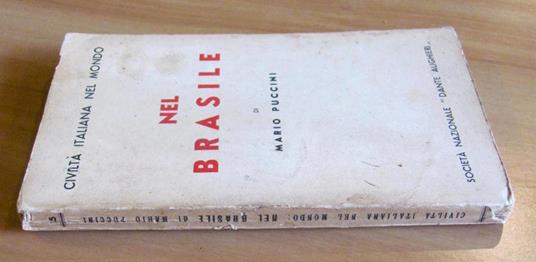 CIVILTÀ ITALIANA NEL MONDO
NEL
BRASILE
DI
MARIO PUCCINI
SOCIETÀ NAZIONALE "DANTE ALIGHIERI"
CIVILTA ITALIANA NEL MONDO: NEL BRASILE di MARIO PUCCINI
5